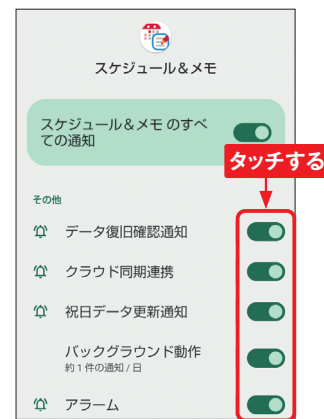 スケジュール＆メモ
スケジュール＆メモ のすべ
ての通知
タッチする
その他
データ復旧確認通知
クラウド同期連携
祝日データ更新通知
バックグラウンド動作
約 1 件の通知 / 日
アラーム